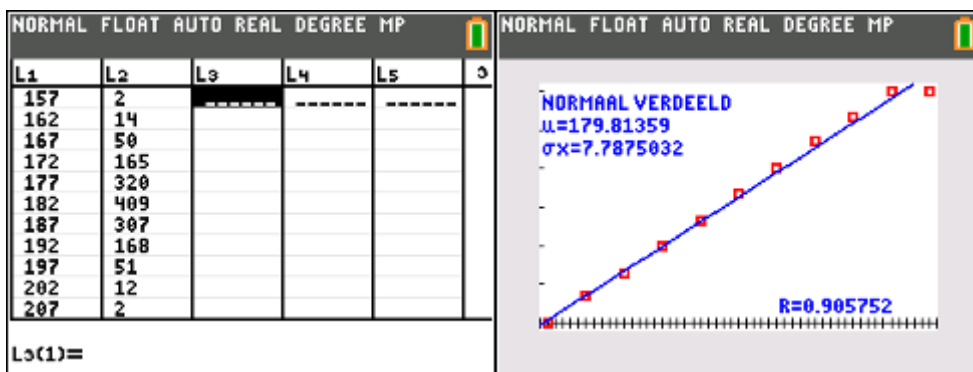 NORMAL FLOAT AUTO REAL DEGREE MP
L1 L2 L3 L4 L5 3
157 2 ------ ------ ------
162 14
167 50
172 165
177 320
182 409
187 307
192 168
197 51
202 12
207 2
L3(1)=
NORMAL FLOAT AUTO REAL DEGREE MP
NORMAAL VERDEELD
µ=179.81359
σx=7.7875032
R=0.905752